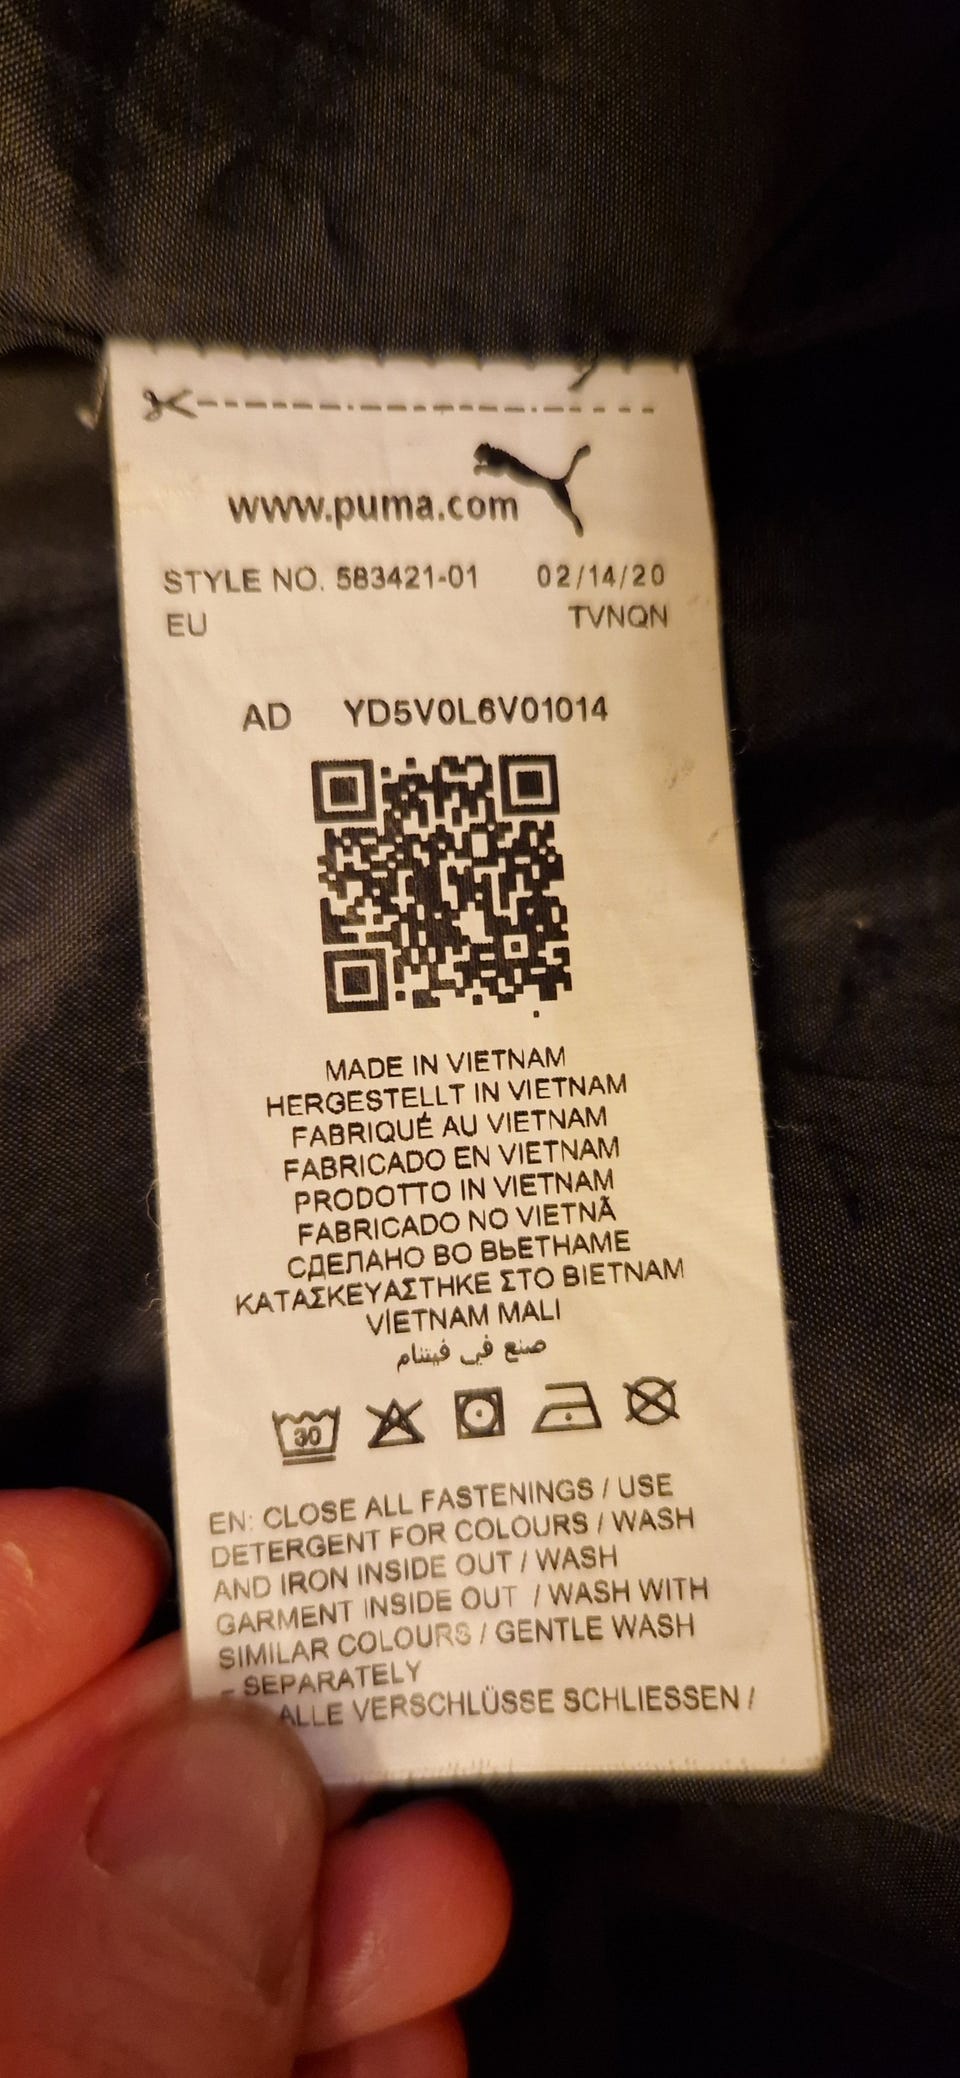 www.puma.com
STYLE NO. 583421-01 02/14/20
EU TVNQN
AD YD5V0L6V01014
MADE IN VIETNAM
HERGESTELLT IN VIETNAM
FABRIQUÉ AU VIETNAM
FABRICADO EN VIETNAM
PRODOTTO IN VIETNAM
FABRICADO NO VIETNÃ
СДЕЛАНО ВО ВЬЕТНАМЕ
ΚΑΤΑΣΚΕΥΑΣΤΗΚΕ ΣΤΟ ΒΙΕΤΝΑΜ
VİETNAM MALI
صنع في فيتنام
30
EN: CLOSE ALL FASTENINGS / USE
DETERGENT FOR COLOURS / WASH
AND IRON INSIDE OUT / WASH
GARMENT INSIDE OUT / WASH WITH
SIMILAR COLOURS / GENTLE WASH
- SEPARATELY
ALLE VERSCHLÜSSE SCHLIESSEN /